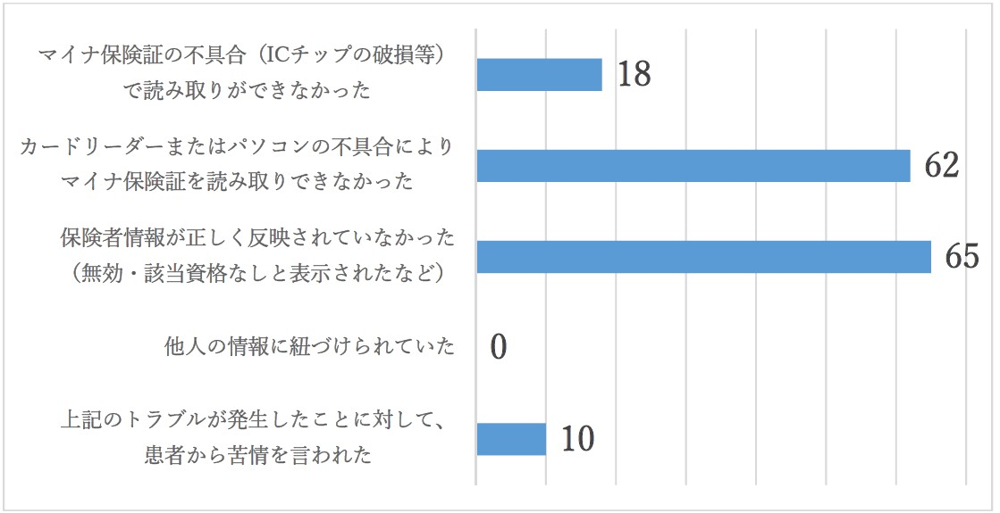 マイナ保険証の不具合（ICチップの破損等）
で読み取りができなかった
18
カードリーダーまたはパソコンの不具合により
マイナ保険証を読み取りできなかった
62
保険者情報が正しく反映されていなかった
（無効・該当資格なしと表示されたなど）
65
他人の情報に紐づけられていた
0
上記のトラブルが発生したことに対して、
患者から苦情を言われた
10